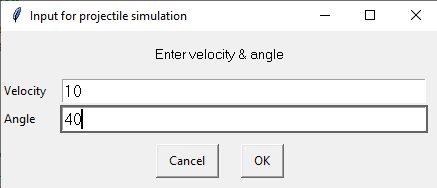 Input for projectile simulation
Enter velocity & angle
Velocity 10
Angle 40
Cancel OK